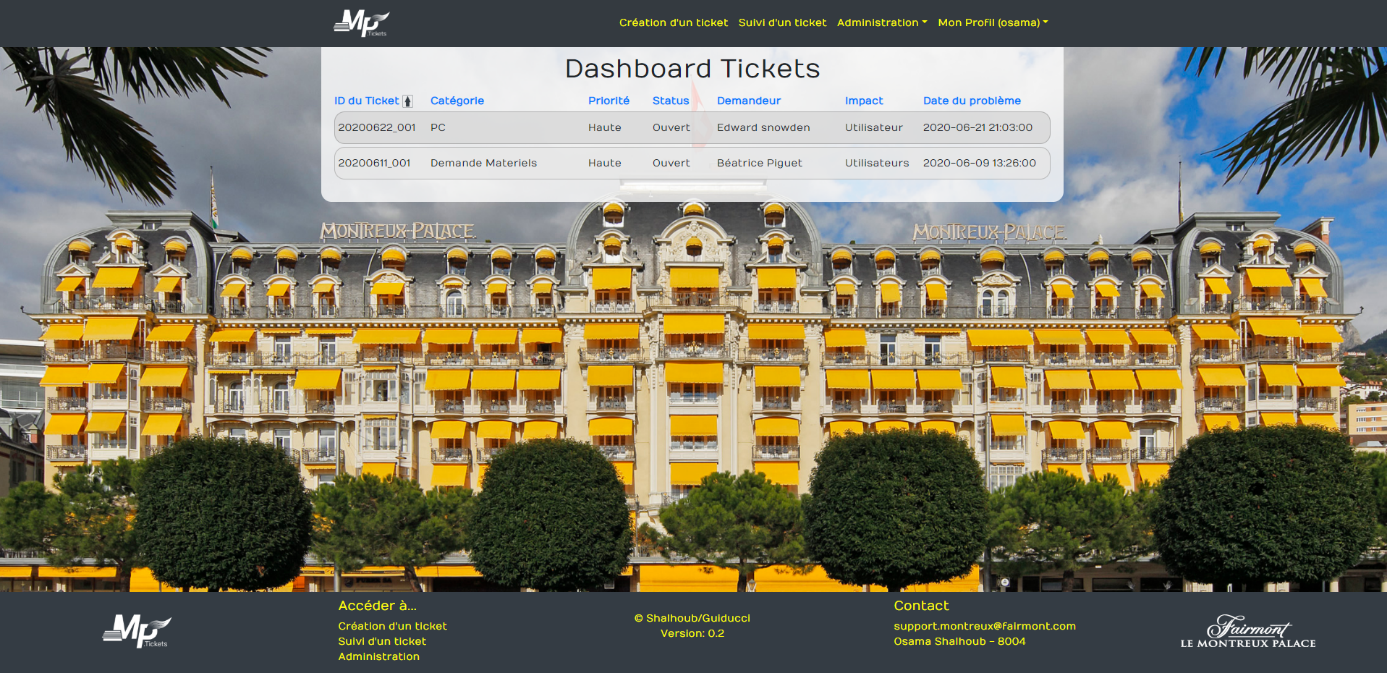 Mp Tickets
Création d'un ticket Suivi d'un ticket Administration Mon Profil (osama)
Dashboard Tickets
ID du Ticket Catégorie Priorité Status Demandeur Impact Date du problème
20200622_001 PC Haute Ouvert Edward snowden Utilisateur 2020-06-21 21:03:00
20200611_001 Demande Materiels Haute Ouvert Béatrice Piguet Utilisateurs 2020-06-09 13:26:00
MONTREUX-PALACE
MONTREUX-PALACE
Mp Tickets
Accéder à...
Création d'un ticket
Suivi d'un ticket
Administration
© Shalhoub/Guiducci
Version: 0.2
Contact
support.montreux@fairmont.com
Osama Shalhoub - 8004
Fairmont
LE MONTREUX PALACE